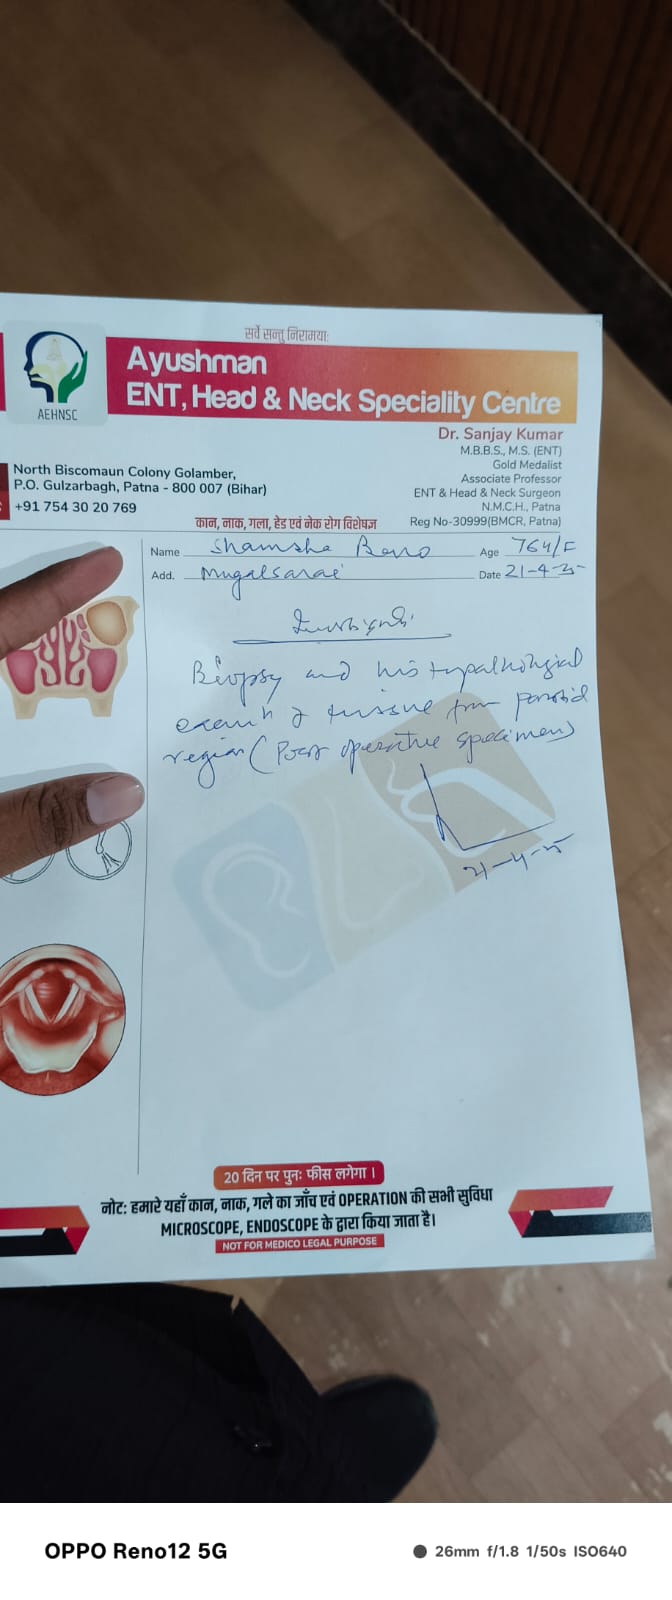 सर्वे सन्तु निरामयाः
Ayushman
ENT, Head & Neck Speciality Centre
AEHNSC
Dr. Sanjay Kumar
M.B.B.S., M.S. (ENT)
Gold Medalist
Associate Professor
ENT & Head & Neck Surgeon
N.M.C.H., Patna
Reg No-30999(BMCR, Patna)
North Biscomaun Colony Golamber,
P.O. Gulzarbagh, Patna - 800 007 (Bihar)
+91 754 30 20 769
कान, नाक, गला, हेड एवं नेक रोग विशेषज्ञ
Name Shamsha Bano Age
Add. Mugalsarai Date 21-4-25
Biopsy and histopathological
exam of tissue from parotid
region (Post operative specimen)
21-4-25
20 दिन पर पुनः फीस लगेगा ।
नोट: हमारे यहाँ कान, नाक, गले का जाँच एवं OPERATION की सभी सुविधा
MICROSCOPE, ENDOSCOPE के द्वारा किया जाता है।
NOT FOR MEDICO LEGAL PURPOSE
OPPO Reno12 5G
26mm f/1.8 1/50s ISO640